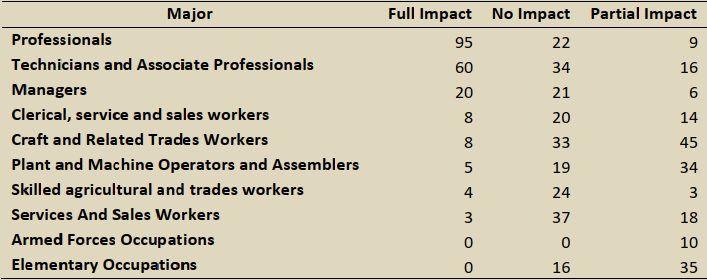 Major Full Impact No Impact Partial Impact
Professionals 95 22 9
Technicians and Associate Professionals 60 34 16
Managers 20 21 6
Clerical, service and sales workers 8 20 14
Craft and Related Trades Workers 8 33 45
Plant and Machine Operators and Assemblers 5 19 34
Skilled agricultural and trades workers 4 24 3
Services And Sales Workers 3 37 18
Armed Forces Occupations 0 0 10
Elementary Occupations 0 16 35